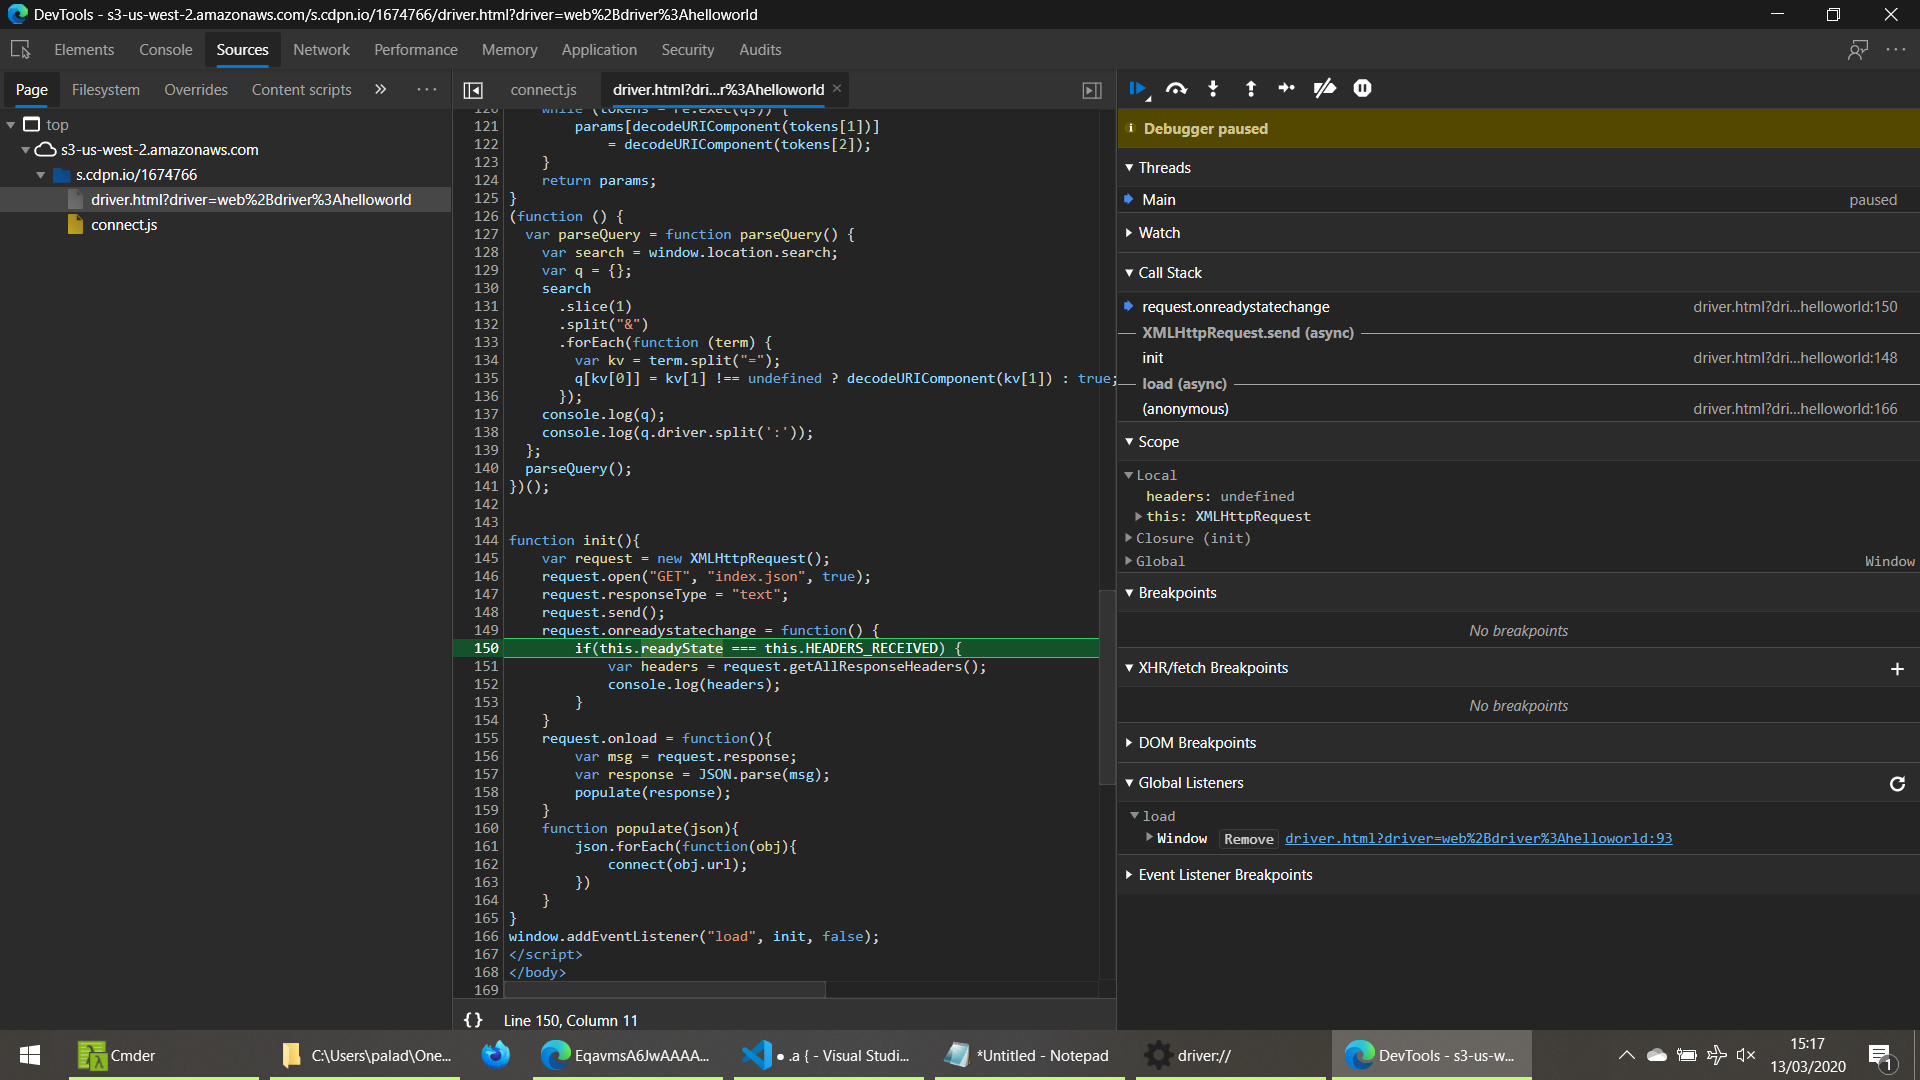 DevTools - s3-us-west-2.amazonaws.com/s.cdpn.io/1674766/driver.html?driver=web%2Bdriver%3Ahelloworld
Elements Console Sources Network Performance Memory Application Security Audits
Page Filesystem Overrides Content scripts » ···
connect.js driver.html?dri...r%3Ahelloworld ×
top
s3-us-west-2.amazonaws.com
s.cdpn.io/1674766
driver.html?driver=web%2Bdriver%3Ahelloworld
connect.js
120 while (tokens = re.exec(qs)) {
121 params[decodeURIComponent(tokens[1])]
122 = decodeURIComponent(tokens[2]);
123 }
124 return params;
125 }
126 (function () {
127 var parseQuery = function parseQuery() {
128 var search = window.location.search;
129 var q = {};
130 search
131 .slice(1)
132 .split("&")
133 .forEach(function (term) {
134 var kv = term.split("=");
135 q[kv[0]] = kv[1] !== undefined ? decodeURIComponent(kv[1]) : true;
136 });
137 console.log(q);
138 console.log(q.driver.split(':'));
139 };
140 parseQuery();
141 })();
142
143
144 function init(){
145 var request = new XMLHttpRequest();
146 request.open("GET", "index.json", true);
147 request.responseType = "text";
148 request.send();
149 request.onreadystatechange = function() {
150 if(this.readyState === this.HEADERS_RECEIVED) {
151 var headers = request.getAllResponseHeaders();
152 console.log(headers);
153 }
154 }
155 request.onload = function(){
156 var msg = request.response;
157 var response = JSON.parse(msg);
158 populate(response);
159 }
160 function populate(json){
161 json.forEach(function(obj){
162 connect(obj.url);
163 })
164 }
165 }
166 window.addEventListener("load", init, false);
167 </script>
168 </body>
169
{} Line 150, Column 11
Debugger paused
Threads
Main paused
Watch
Call Stack
request.onreadystatechange driver.html?dri...helloworld:150
XMLHttpRequest.send (async)
init driver.html?dri...helloworld:148
load (async)
(anonymous) driver.html?dri...helloworld:166
Scope
Local
headers: undefined
this: XMLHttpRequest
Closure (init)
Global Window
Breakpoints
No breakpoints
XHR/fetch Breakpoints +
No breakpoints
DOM Breakpoints
Global Listeners
load
Window Remove driver.html?driver=web%2Bdriver%3Ahelloworld:93
Event Listener Breakpoints
Cmder C:\Users\palad\One... EqavmsA6JwAAAA... ● .a { - Visual Studi... *Untitled - Notepad driver:// DevTools - s3-us-w...
15:17
13/03/2020
1